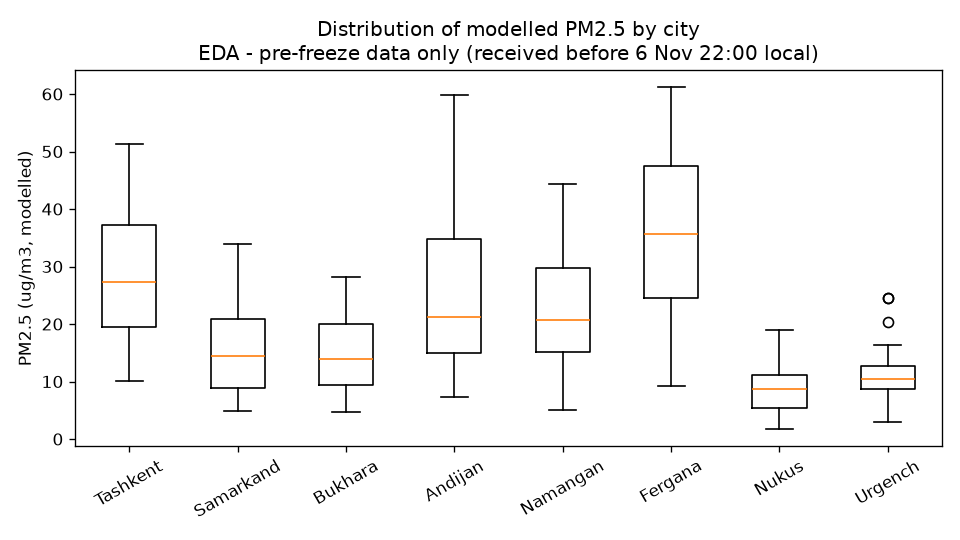 Distribution of modelled PM2.5 by city
EDA - pre-freeze data only (received before 6 Nov 22:00 local)
PM2.5 (ug/m3, modelled)
60
50
40
30
20
10
0
Tashkent
Samarkand
Bukhara
Andijan
Namangan
Fergana
Nukus
Urgench